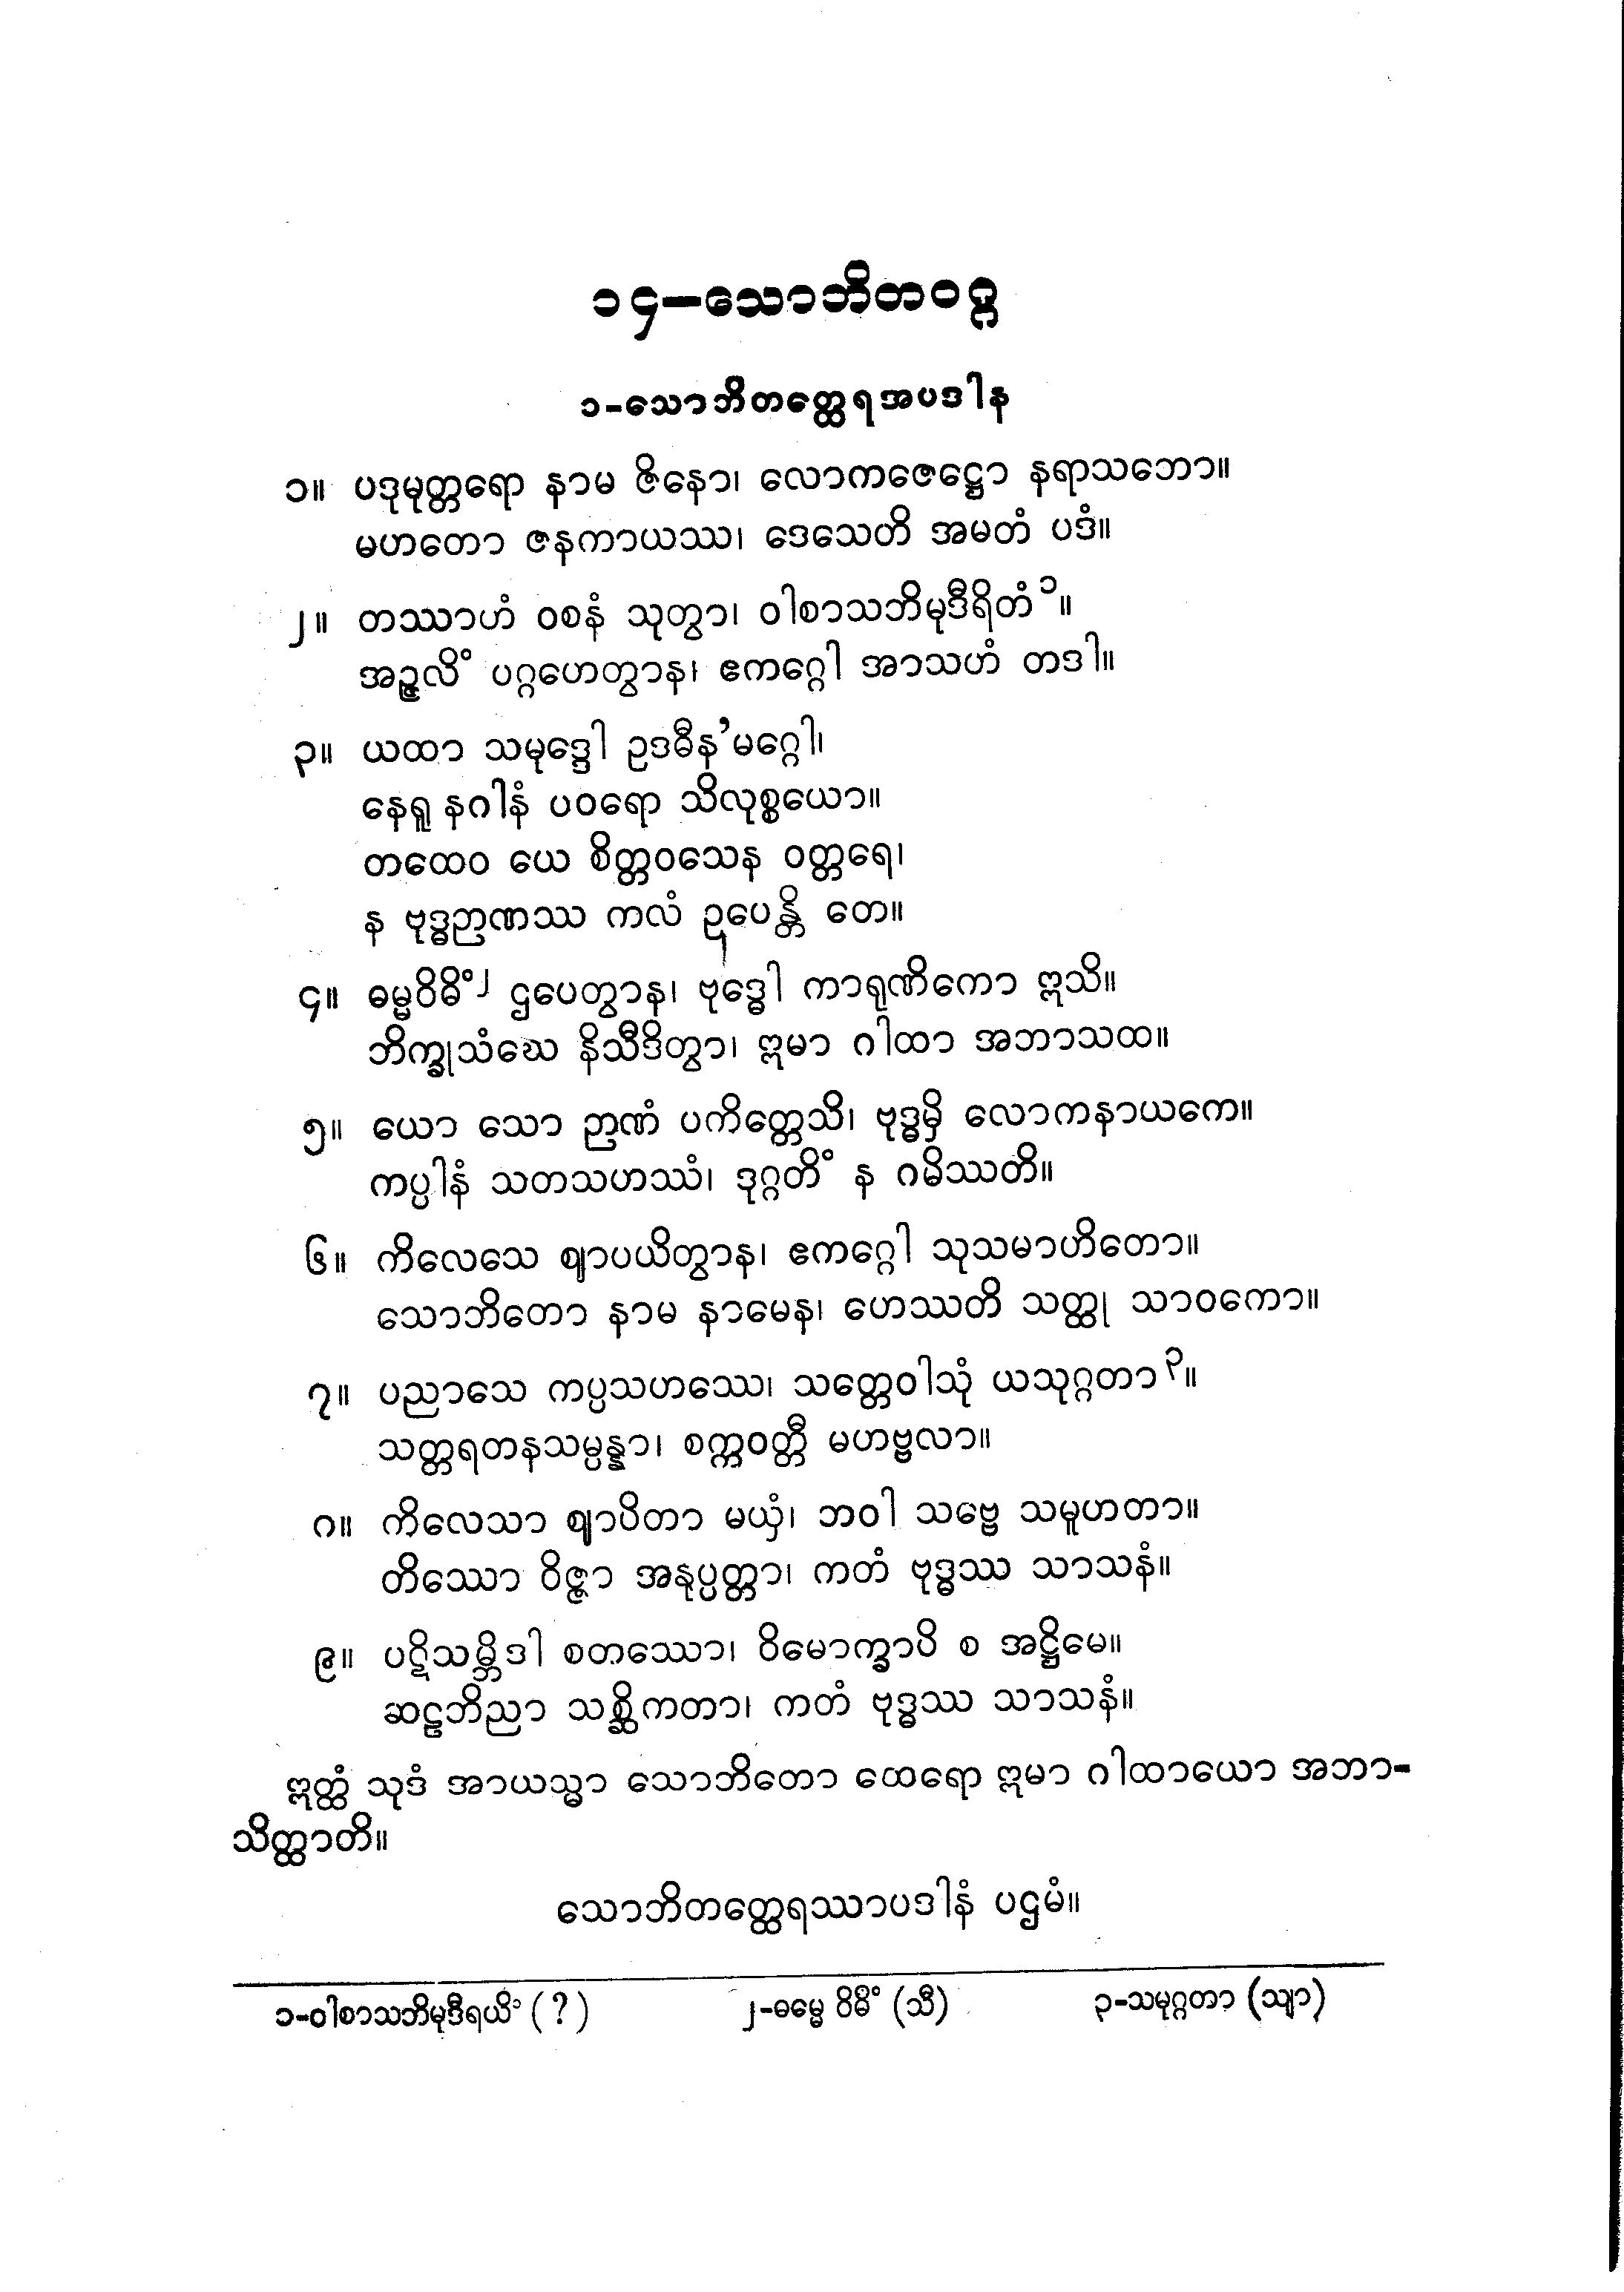 ၁၄–သောဘိတဝဂ္ဂ
၁-သောဘိတတ္ထေရအပဒါန
၁။ ပဒုမုတ္တရော နာမ ဇိနော၊ လောကဇေဋ္ဌော နရာသဘော။
မဟတော ဇနကာယဿ၊ ဒေသေတိ အမတံ ပဒံ။
၂။ တဿာဟံ ဝစနံ သုတွာ၊ ဝါစာသဘိမုဒီရိတံ၁။
အဉ္ဇလိံ ပဂ္ဂဟေတွာန၊ ဧကဂ္ဂေါ အာသဟံ တဒါ။
၃။ ယထာ သမုဒ္ဒေါ ဥဒဓီန’မဂ္ဂေါ၊
နေရူ နဂါနံ ပဝရော သိလုစ္စယော။
တထေဝ ယေ စိတ္တဝသေန ဝတ္တရေ၊
န ဗုဒ္ဓဉာဏဿ ကလံ ဥပေန္တိ တေ။
၄။ ဓမ္မဝိဓိံ၂ ဌပေတွာန၊ ဗုဒ္ဓေါ ကာရုဏိကော ဣသိ။
ဘိက္ခုသံဃေ နိသီဒိတွာ၊ ဣမာ ဂါထာ အဘာသထ။
၅။ ယော သော ဉာဏံ ပကိတ္တေသိ၊ ဗုဒ္ဓမှိ လောကနာယကေ။
ကပ္ပါနံ သတသဟဿံ၊ ဒုဂ္ဂတိံ န ဂမိဿတိ။
၆။ ကိလေသေ ဈာပယိတွာန၊ ဧကဂ္ဂေါ သုသမာဟိတော။
သောဘိတော နာမ နာမေန၊ ဟေဿတိ သတ္ထု သာဝကော။
၇။ ပညာသေ ကပ္ပသဟဿေ၊ သတ္တေဝါသုံ ယသုဂ္ဂတာ၃။
သတ္တရတနသမ္ပန္နာ၊ စက္ကဝတ္တီ မဟဗ္ဗလာ။
၈။ ကိလေသာ ဈာပိတာ မယှံ၊ ဘဝါ သဗ္ဗေ သမူဟတာ။
တိဿော ဝိဇ္ဇာ အနုပ္ပတ္တာ၊ ကတံ ဗုဒ္ဓဿ သာသနံ။
၉။ ပဋိသမ္ဘိဒါ စတဿော၊ ဝိမောက္ခာပိ စ အဋ္ဌိမေ။
ဆဠဘိညာ သစ္ဆိကတာ၊ ကတံ ဗုဒ္ဓဿ သာသနံ။
ဣတ္ထံ သုဒံ အာယသ္မာ သောဘိတော ထေရော ဣမာ ဂါထာယော အဘာ-
သိတ္ထာတိ။
သောဘိတတ္ထေရဿာပဒါနံ ပဌမံ။
၁-ဝါစာသဘိမုဒီရယိံ (?) ၂-ဓမ္မေ ဝိဓိံ (သီ) ၃-သမုဂ္ဂတာ (သျာ)